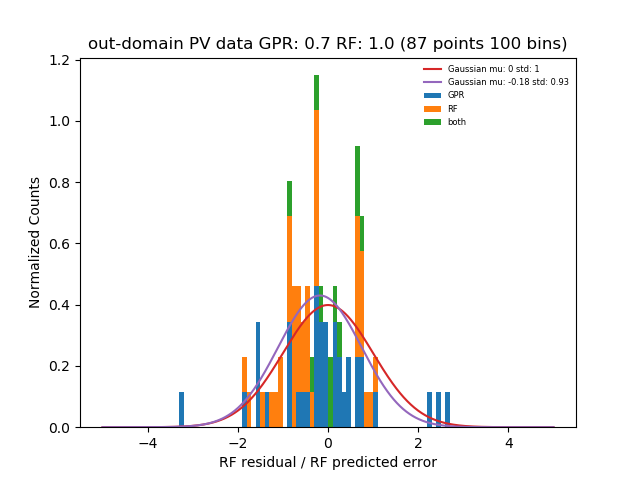 out-domain PV data GPR: 0.7 RF: 1.0 (87 points 100 bins)
Gaussian mu: 0 std: 1
Gaussian mu: -0.18 std: 0.93
GPR
RF
both
Normalized Counts
1.2
1.0
0.8
0.6
0.4
0.2
0.0
−4
−2
0
2
4
RF residual / RF predicted error